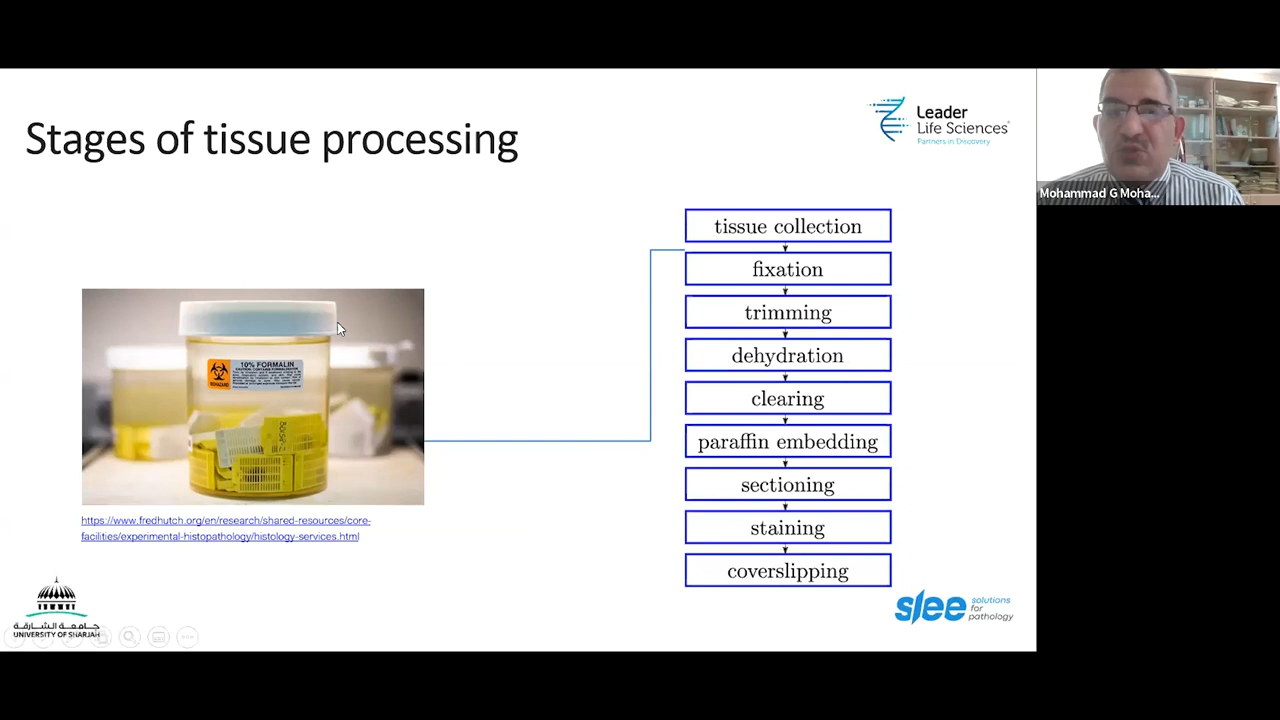 Stages of tissue processing
Leader
Life Sciences
Partners in Discovery
Mohammad G Moha...
tissue collection
fixation
trimming
dehydration
clearing
paraffin embedding
sectioning
staining
coverslipping
10% FORMALIN
BIOHAZARD
https://www.fredhutch.org/en/research/shared-resources/core-
facilities/experimental-histopathology/histology-services.html
جامعة الشارقة
UNIVERSITY OF SHARJAH
slee solutions
for
pathology